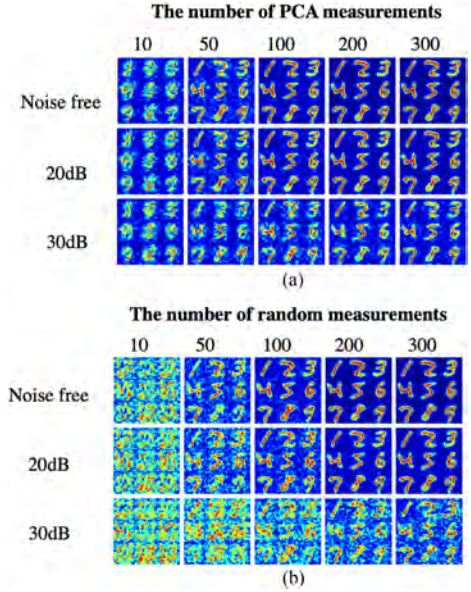 The number of PCA measurements
10 50 100 200 300
Noise free
20dB
30dB
(a)
The number of random measurements
10 50 100 200 300
Noise free
20dB
30dB
(b)